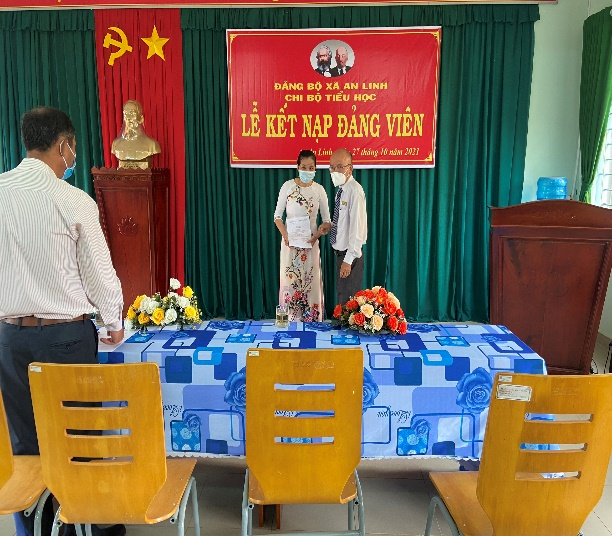 ĐẢNG BỘ XÃ AN LINH
CHI BỘ TIỂU HỌC
LỄ KẾT NẠP ĐẢNG VIÊN
Linh, 27 tháng 10 năm 2021